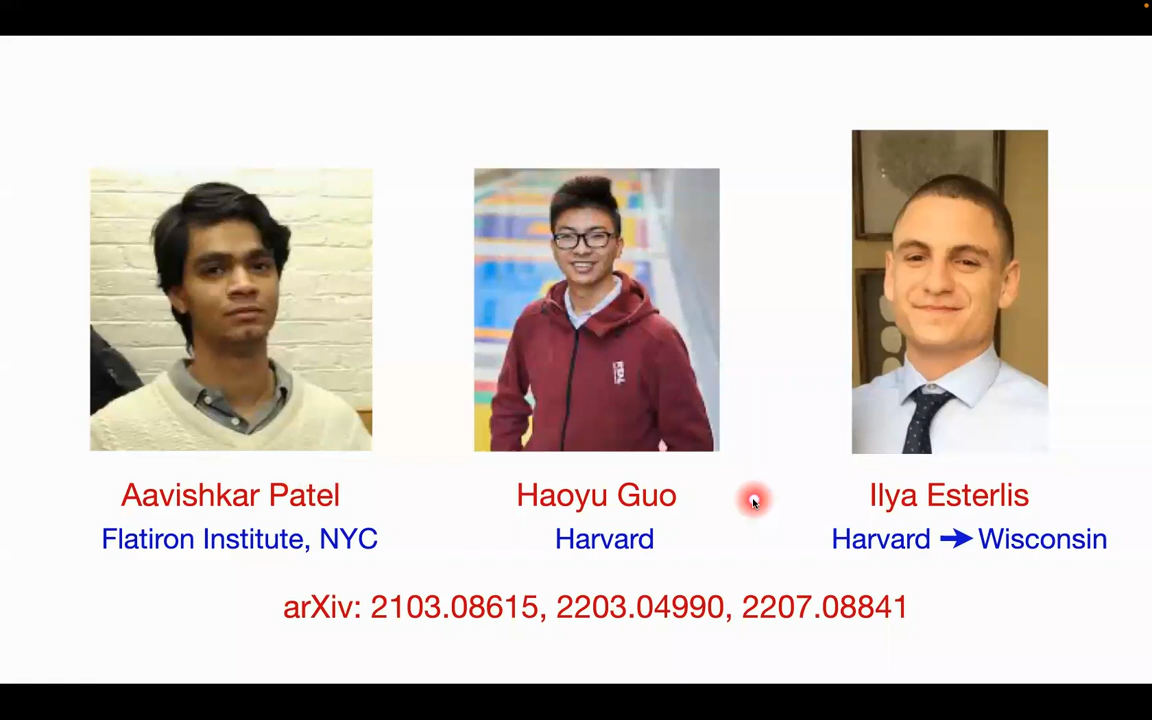 Aavishkar Patel
Flatiron Institute, NYC
Haoyu Guo
Harvard
Ilya Esterlis
Harvard → Wisconsin
arXiv: 2103.08615, 2203.04990, 2207.08841